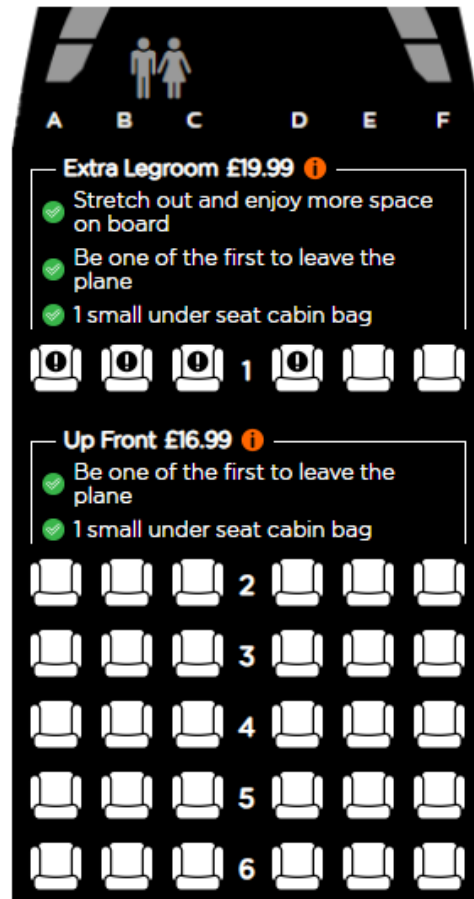 A B C D E F
Extra Legroom £19.99 i
Stretch out and enjoy more space
on board
Be one of the first to leave the
plane
1 small under seat cabin bag
! ! ! 1 !
Up Front £16.99 i
Be one of the first to leave the
plane
1 small under seat cabin bag
2
3
4
5
6